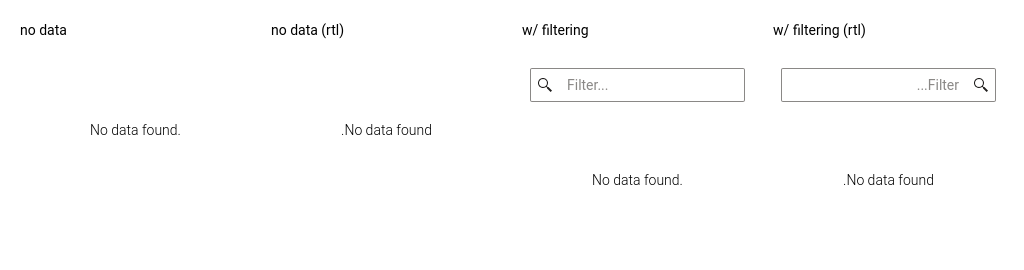 no data
No data found.
no data (rtl)
.No data found
w/ filtering
Filter...
No data found.
w/ filtering (rtl)
...Filter
.No data found